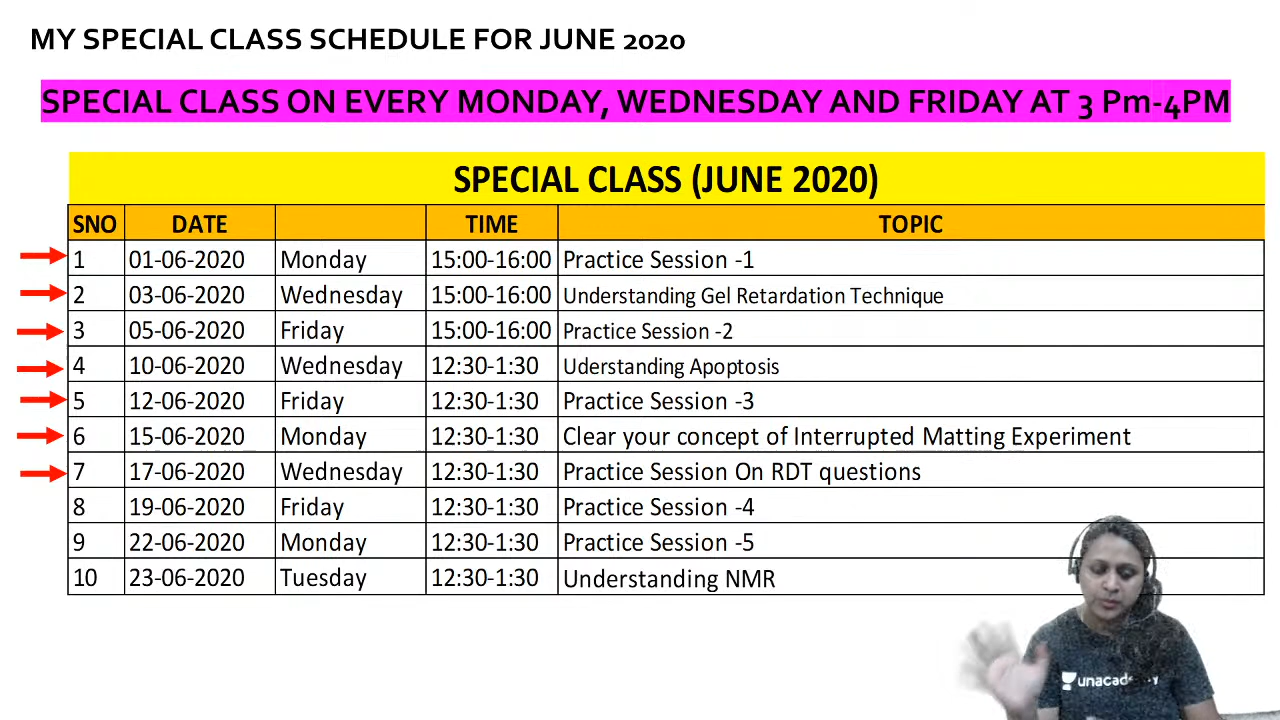 MY SPECIAL CLASS SCHEDULE FOR JUNE 2020
SPECIAL CLASS ON EVERY MONDAY, WEDNESDAY AND FRIDAY AT 3 Pm-4PM
SPECIAL CLASS (JUNE 2020)
SNO DATE TIME TOPIC
1 01-06-2020 Monday 15:00-16:00 Practice Session -1
2 03-06-2020 Wednesday 15:00-16:00 Understanding Gel Retardation Technique
3 05-06-2020 Friday 15:00-16:00 Practice Session -2
4 10-06-2020 Wednesday 12:30-1:30 Uderstanding Apoptosis
5 12-06-2020 Friday 12:30-1:30 Practice Session -3
6 15-06-2020 Monday 12:30-1:30 Clear your concept of Interrupted Matting Experiment
7 17-06-2020 Wednesday 12:30-1:30 Practice Session On RDT questions
8 19-06-2020 Friday 12:30-1:30 Practice Session -4
9 22-06-2020 Monday 12:30-1:30 Practice Session -5
10 23-06-2020 Tuesday 12:30-1:30 Understanding NMR
unacademy